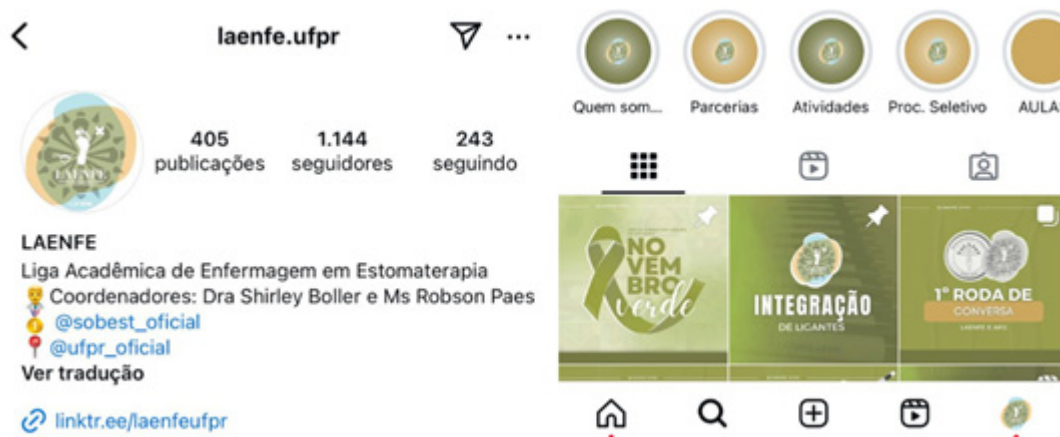 laenfe.ufpr
405 1.144 243
publicações seguidores seguindo
LAENFE
LAENFE
Liga Acadêmica de Enfermagem em Estomaterapia
Coordenadores: Dra Shirley Boller e Ms Robson Paes
@sobest_oficial
@ufpr_oficial
Ver tradução
linktr.ee/laenfeufpr
Quem som... Parcerias Atividades Proc. Seletivo AULA
NO
VEM
BRO
verde
INTEGRAÇÃO
DE LIGANTES
1º RODA DE
CONVERSA